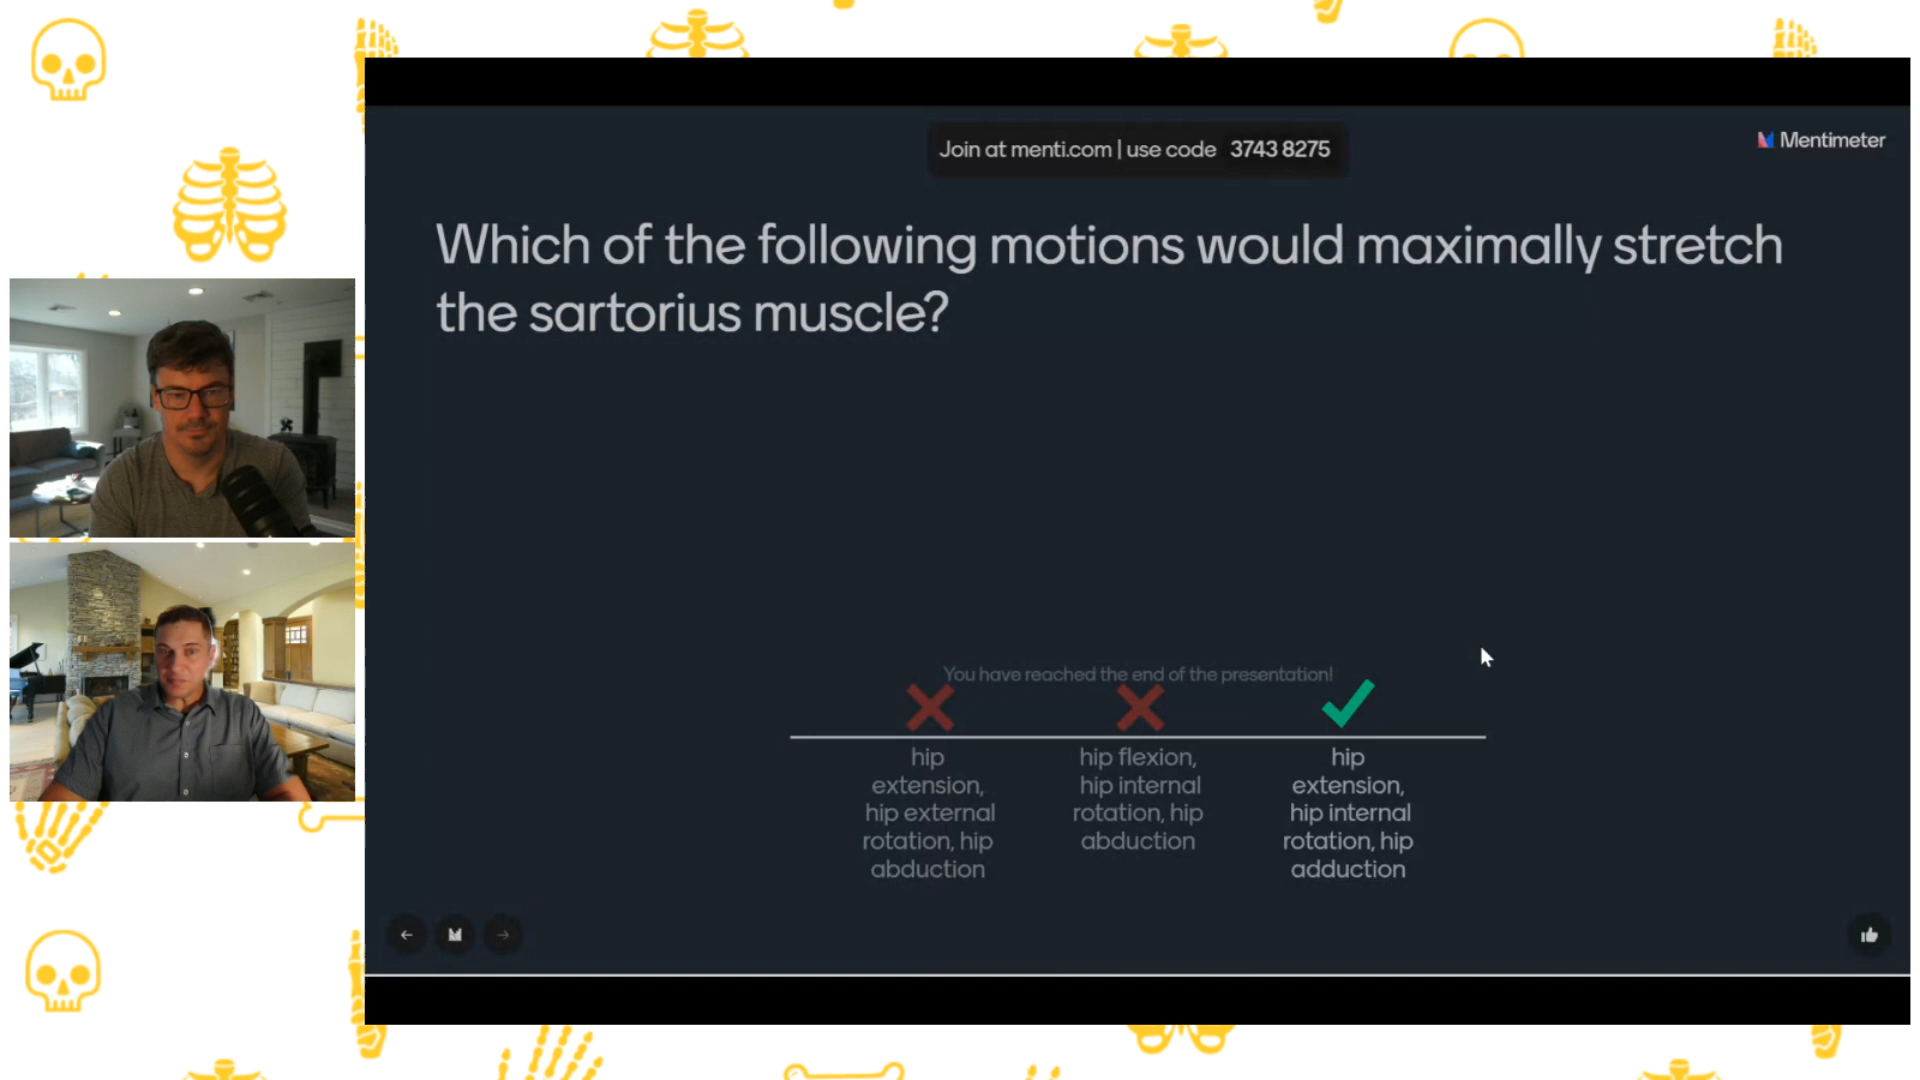 Join at menti.com | use code 3743 8275
Mentimeter
Which of the following motions would maximally stretch
the sartorius muscle?
You have reached the end of the presentation!
hip
extension,
hip external
rotation, hip
abduction
hip flexion,
hip internal
rotation, hip
abduction
hip
extension,
hip internal
rotation, hip
adduction